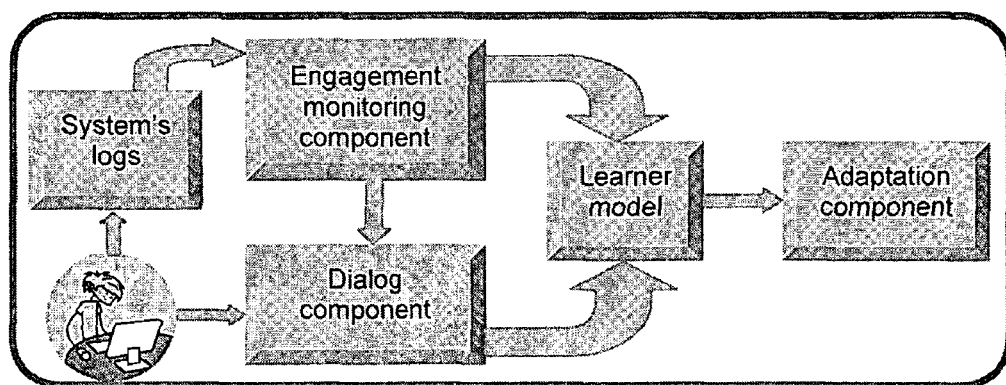 System's
logs
Engagement
monitoring
component
Dialog
component
Learner
model
Adaptation
component